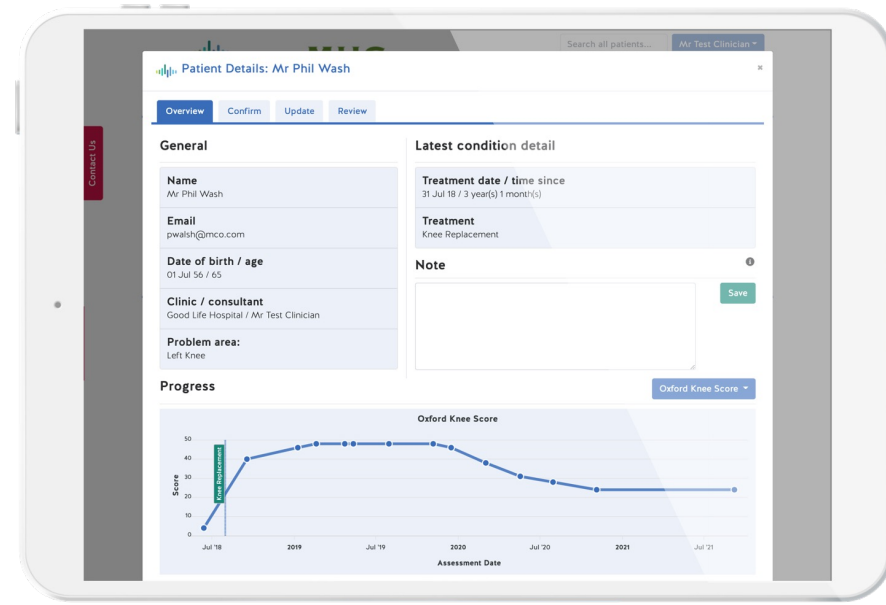 Search all patients...
Mr Test Clinician
Patient Details: Mr Phil Wash
×
Overview
Confirm
Update
Review
Contact Us
General
Name
Mr Phil Wash
Email
pwalsh@mco.com
Date of birth / age
01 Jul 56 / 65
Clinic / consultant
Good Life Hospital / Mr Test Clinician
Problem area:
Left Knee
Latest condition detail
Treatment date / time since
31 Jul 18 / 3 year(s) 1 month(s)
Treatment
Knee Replacement
Note
Save
Progress
Oxford Knee Score
Oxford Knee Score
Score
50
40
30
20
10
0
Knee Replacement
Jul '18
2019
Jul '19
2020
Jul '20
2021
Jul '21
Assessment Date